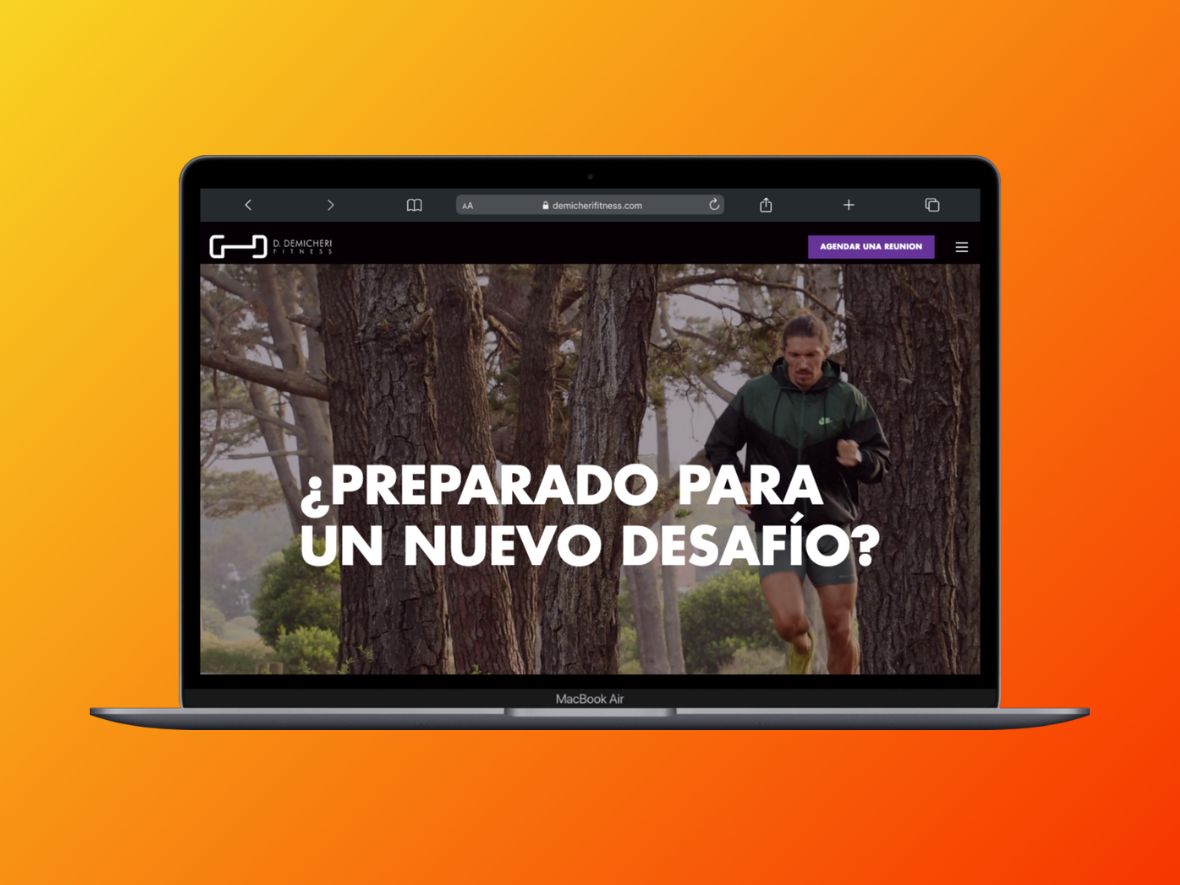 AA
demicherifitness.com
D. DEMICHERI
FITNESS
AGENDAR UNA REUNION
¿PREPARADO PARA
UN NUEVO DESAFÍO?
MacBook Air